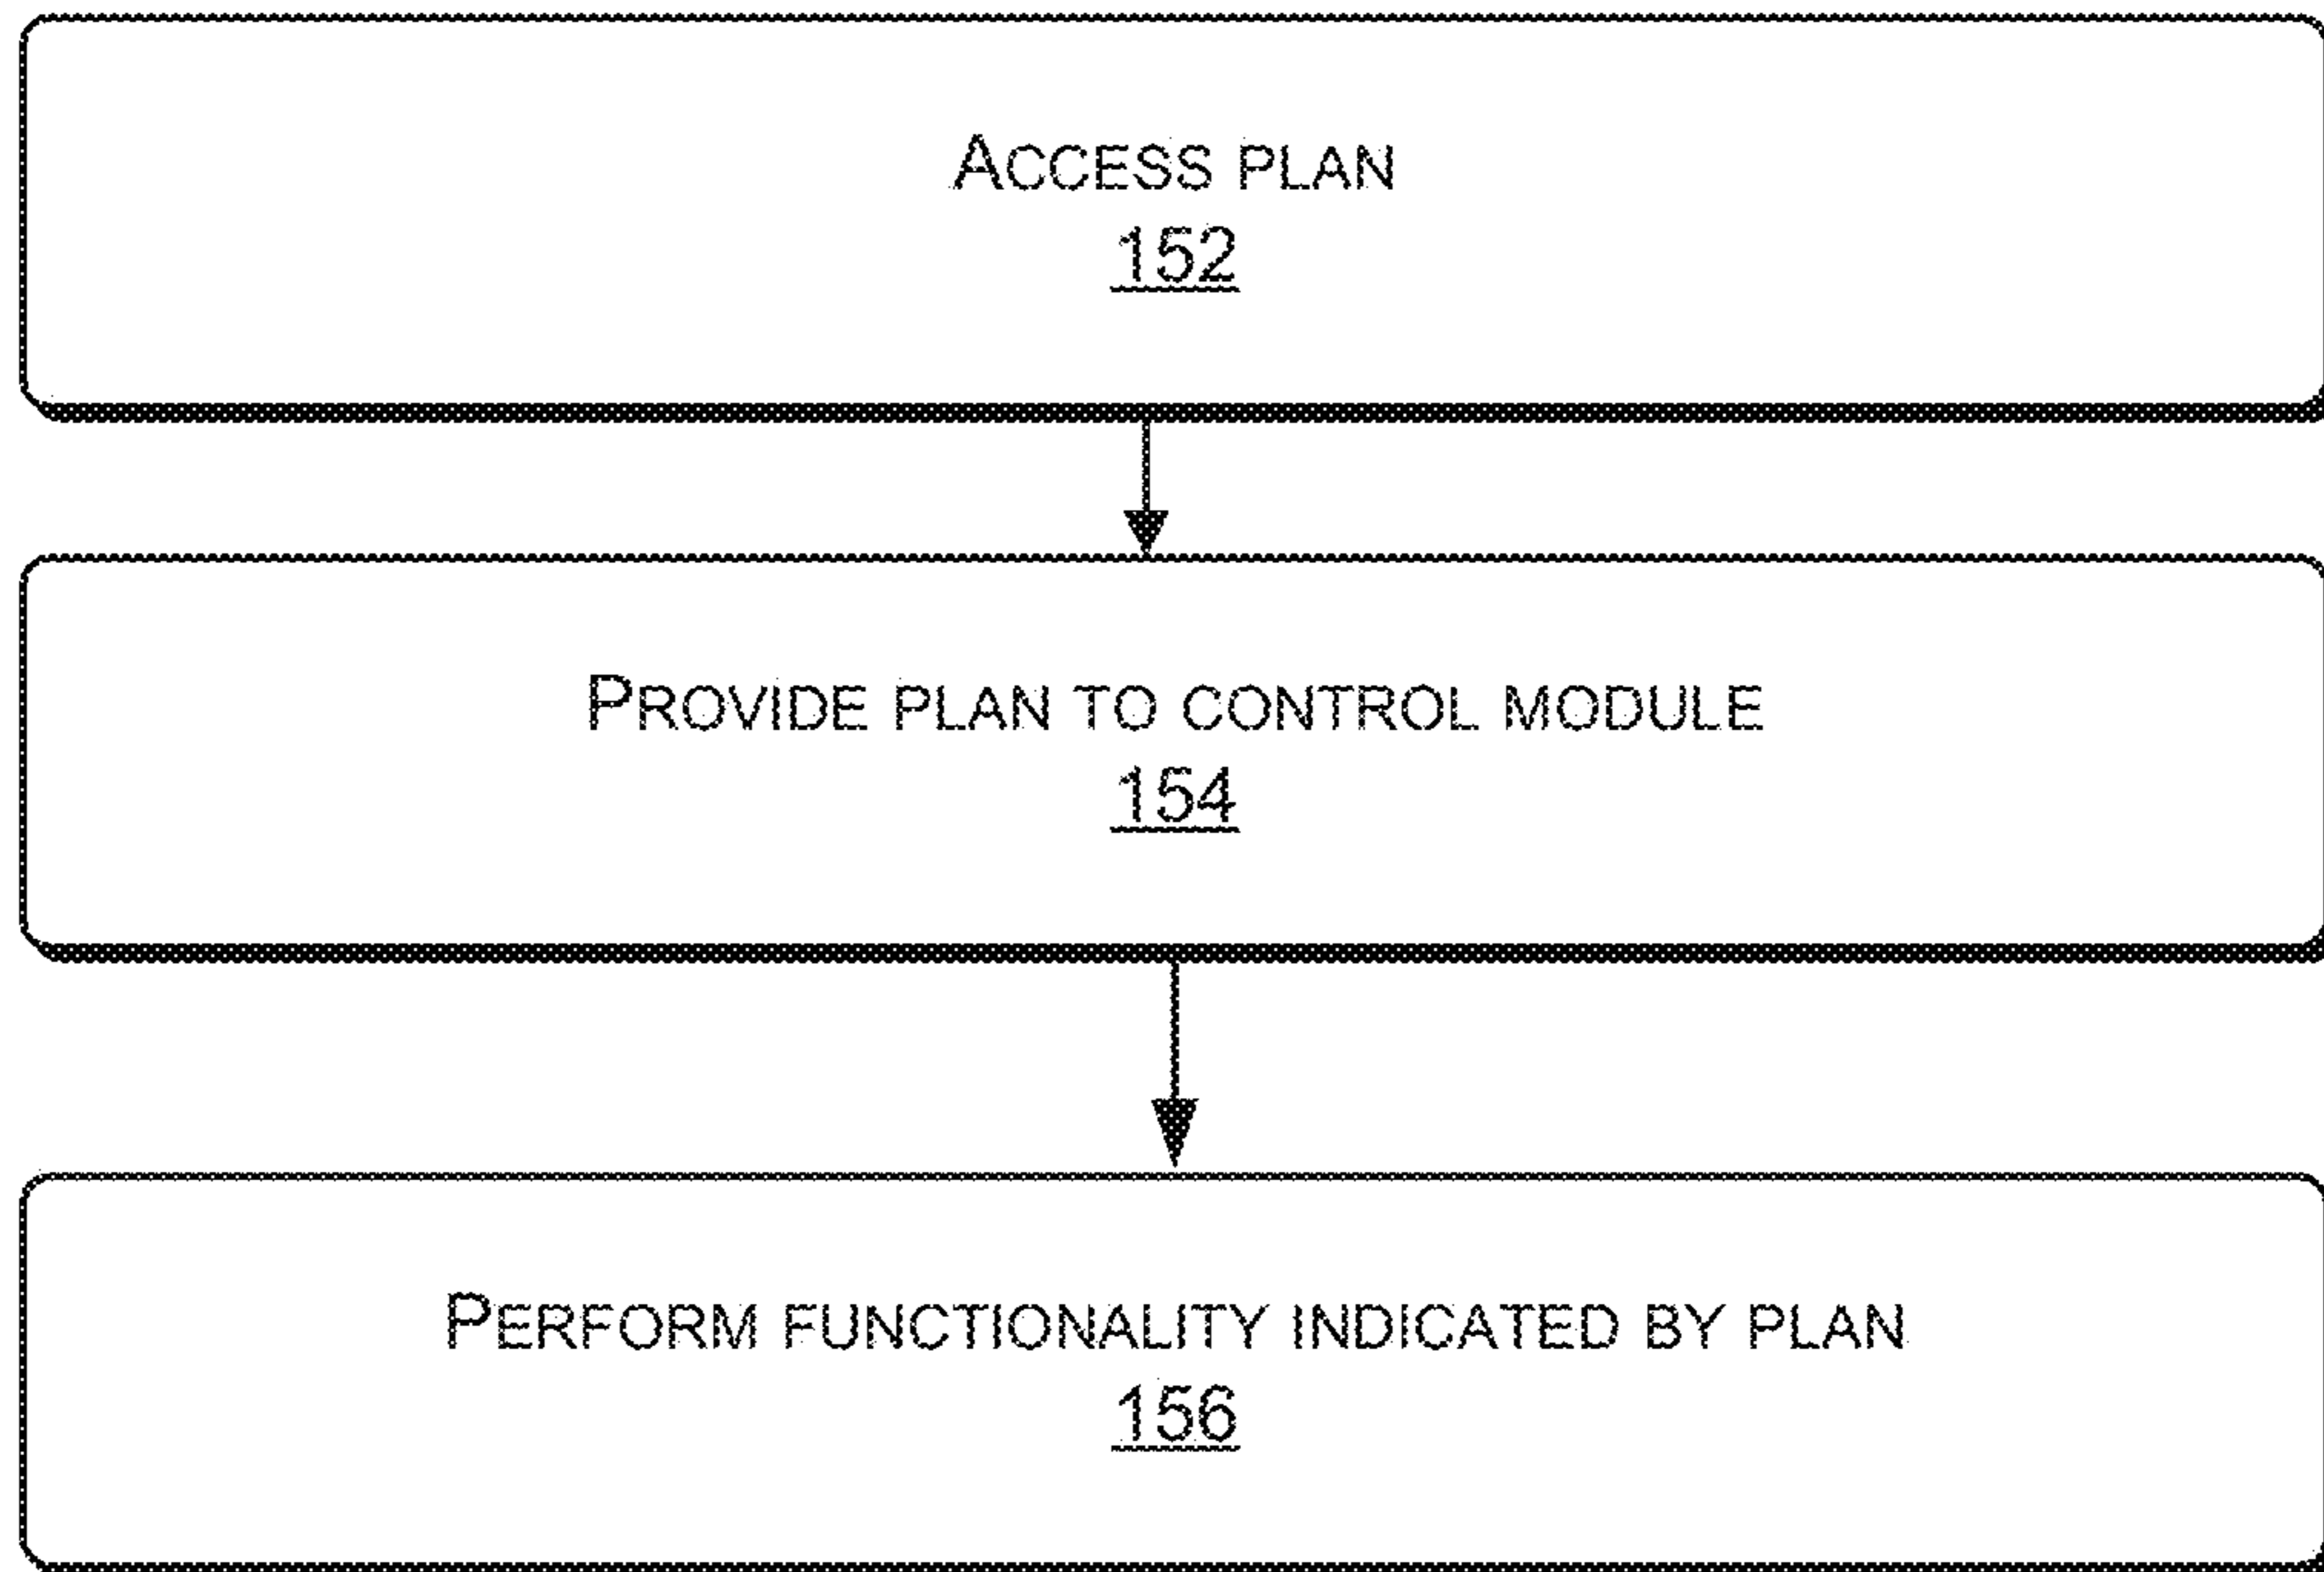 ACCESS PLAN
152
PROVIDE PLAN TO CONTROL MODULE
154
PERFORM FUNCTIONALITY INDICATED BY PLAN
156